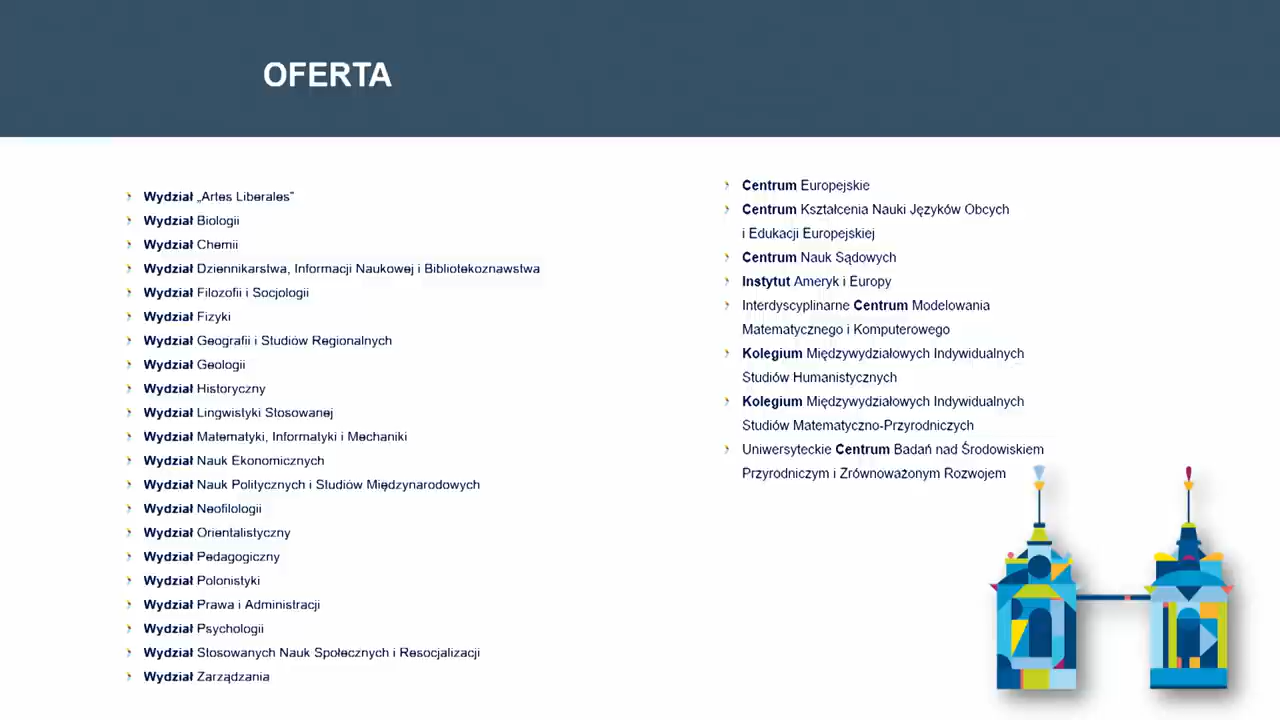 OFERTA
Wydział „Artes Liberales”
Wydział Biologii
Wydział Chemii
Wydział Dziennikarstwa, Informacji Naukowej i Bibliotekoznawstwa
Wydział Filozofii i Socjologii
Wydział Fizyki
Wydział Geografii i Studiów Regionalnych
Wydział Geologii
Wydział Historyczny
Wydział Lingwistyki Stosowanej
Wydział Matematyki, Informatyki i Mechaniki
Wydział Nauk Ekonomicznych
Wydział Nauk Politycznych i Studiów Międzynarodowych
Wydział Neofilologii
Wydział Orientalistyczny
Wydział Pedagogiczny
Wydział Polonistyki
Wydział Prawa i Administracji
Wydział Psychologii
Wydział Stosowanych Nauk Społecznych i Resocjalizacji
Wydział Zarządzania
Centrum Europejskie
Centrum Kształcenia Nauki Języków Obcych
i Edukacji Europejskiej
Centrum Nauk Sądowych
Instytut Ameryk i Europy
Interdyscyplinarne Centrum Modelowania
Matematycznego i Komputerowego
Kolegium Międzywydziałowych Indywidualnych
Studiów Humanistycznych
Kolegium Międzywydziałowych Indywidualnych
Studiów Matematyczno-Przyrodniczych
Uniwersyteckie Centrum Badań nad Środowiskiem
Przyrodniczym i Zrównoważonym Rozwojem